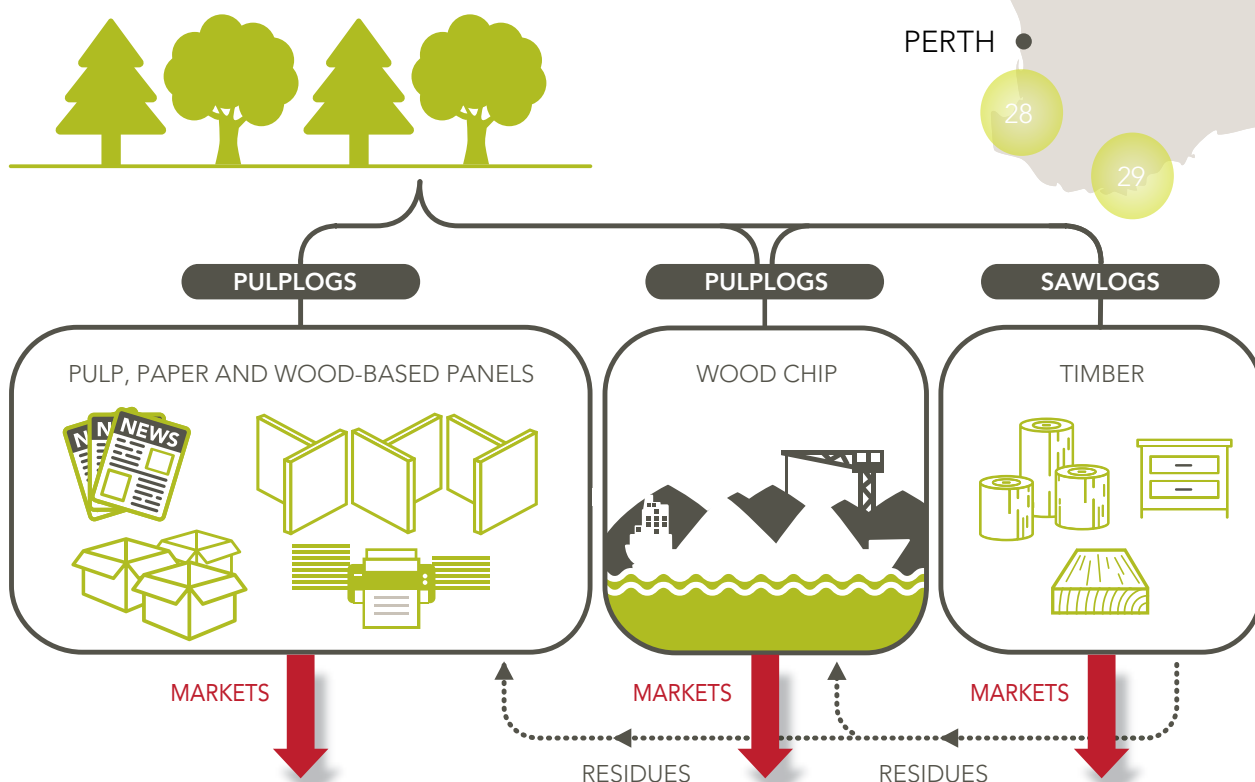 PERTH
28
29
PULPLOGS
PULPLOGS
SAWLOGS
PULP, PAPER AND WOOD-BASED PANELS
WOOD CHIP
TIMBER
N
N
NEWS
MARKETS
MARKETS
MARKETS
RESIDUES
RESIDUES